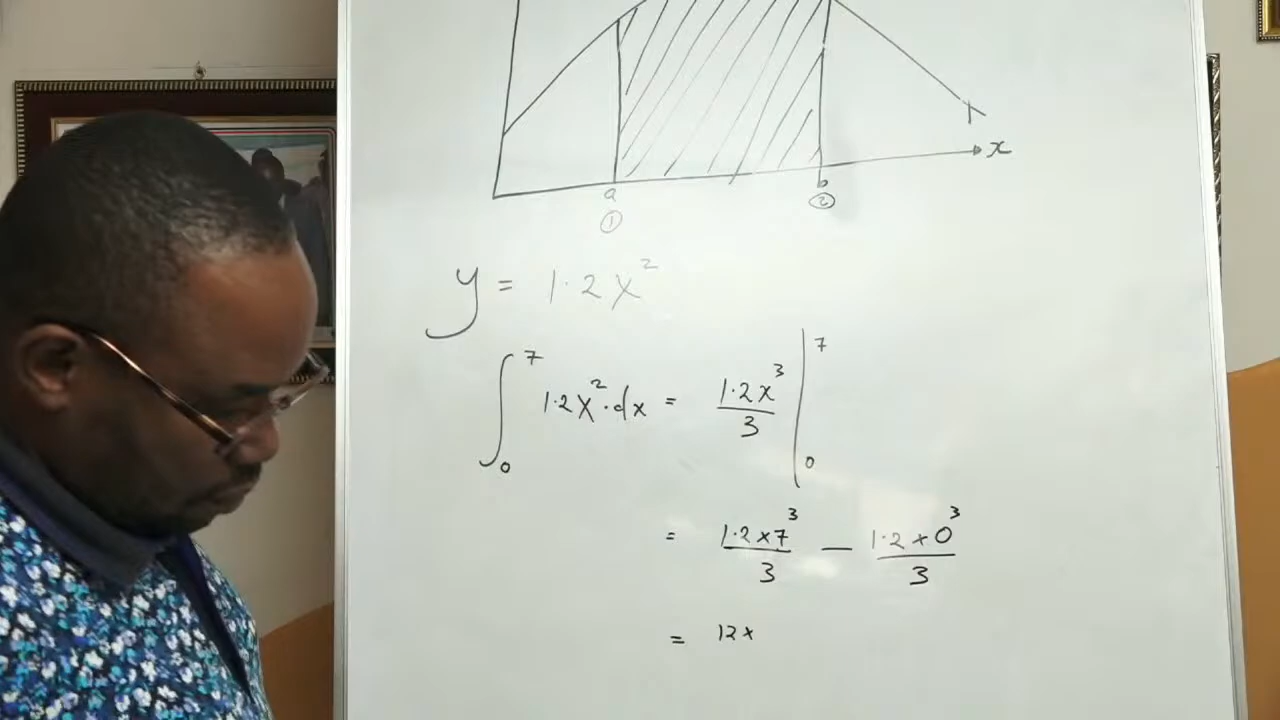 x
a b
① ②
y = 1.2x²
∫₀⁷ 1.2x²·dx = 1.2x³/3 |₀⁷
= 1.2×7³/3 − 1.2×0³/3
= 12×